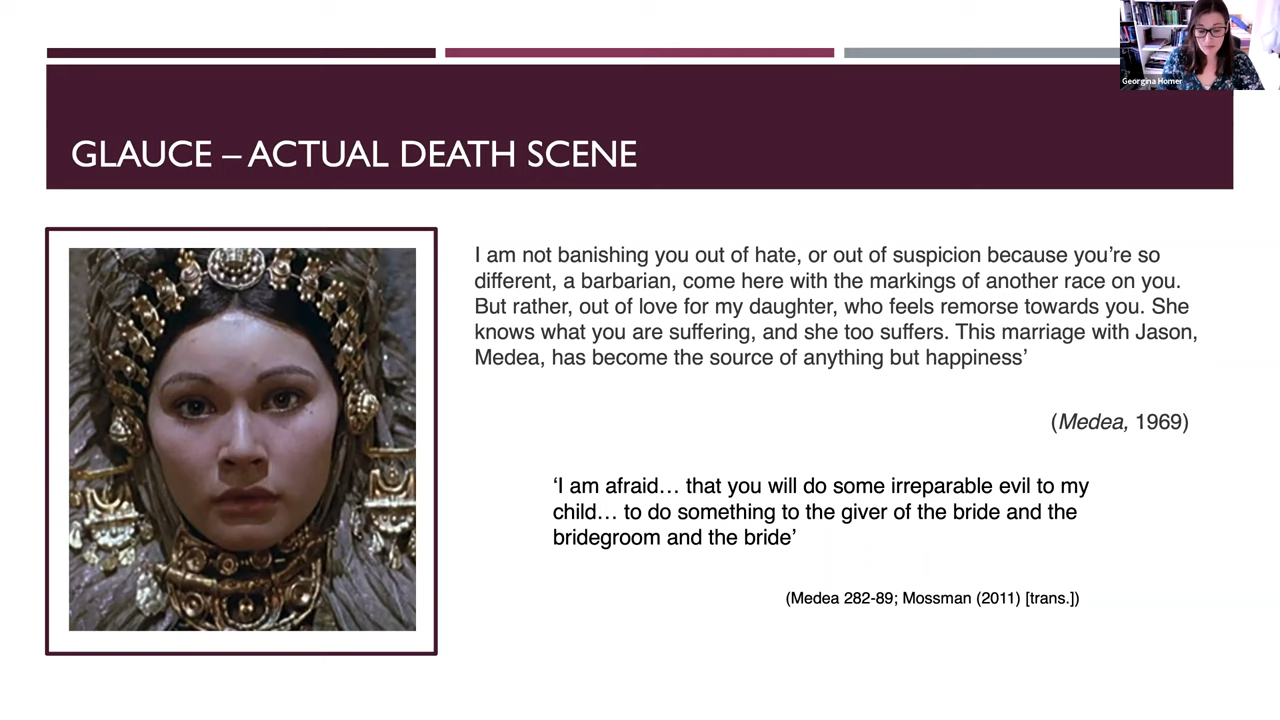 Georgina Homer
GLAUCE – ACTUAL DEATH SCENE
I am not banishing you out of hate, or out of suspicion because you’re so
different, a barbarian, come here with the markings of another race on you.
But rather, out of love for my daughter, who feels remorse towards you. She
knows what you are suffering, and she too suffers. This marriage with Jason,
Medea, has become the source of anything but happiness’
(Medea, 1969)
‘I am afraid… that you will do some irreparable evil to my
child… to do something to the giver of the bride and the
bridegroom and the bride’
(Medea 282-89; Mossman (2011) [trans.])